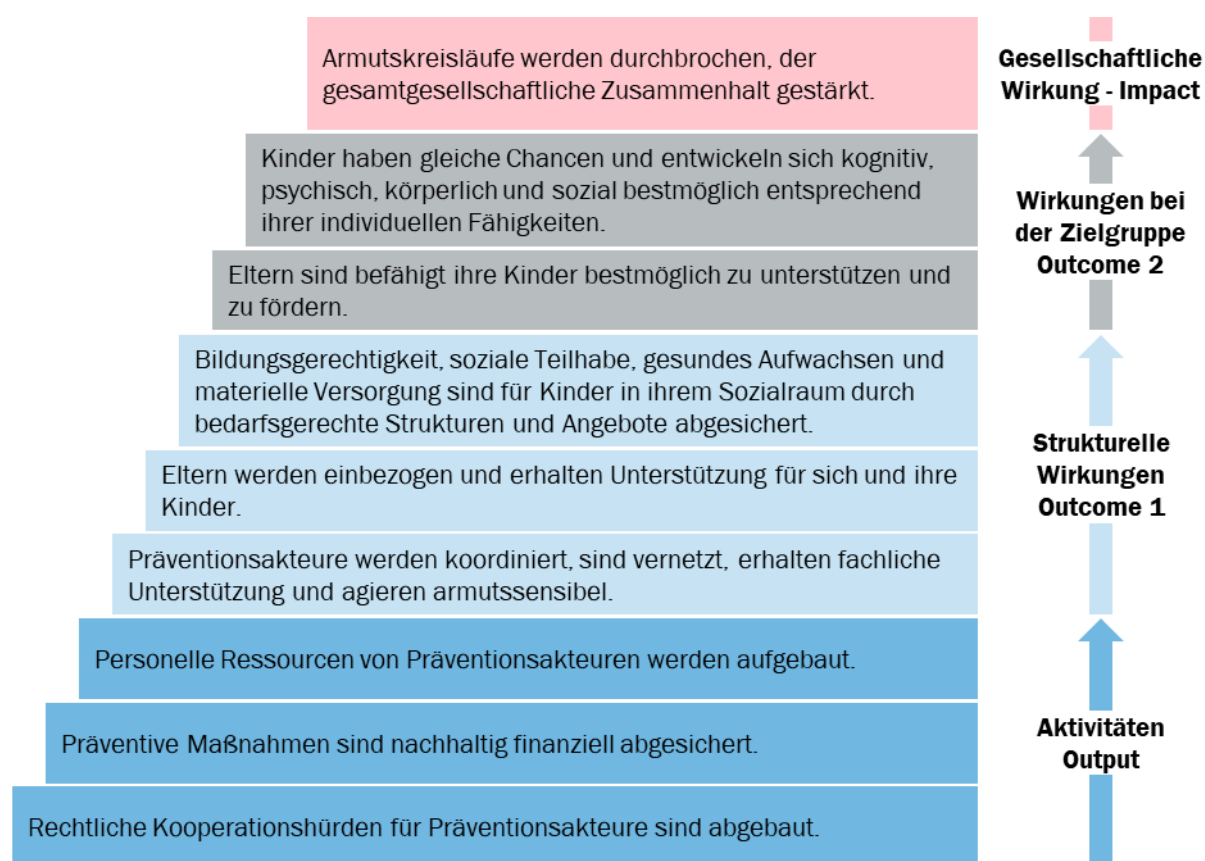 Armutskreisläufe werden durchbrochen, der
gesamtgesellschaftliche Zusammenhalt gestärkt.
Gesellschaftliche
Wirkung - Impact
Kinder haben gleiche Chancen und entwickeln sich kognitiv,
psychisch, körperlich und sozial bestmöglich entsprechend
ihrer individuellen Fähigkeiten.
Eltern sind befähigt ihre Kinder bestmöglich zu unterstützen und
zu fördern.
Wirkungen bei
der Zielgruppe
Outcome 2
Bildungsgerechtigkeit, soziale Teilhabe, gesundes Aufwachsen und
materielle Versorgung sind für Kinder in ihrem Sozialraum durch
bedarfsgerechte Strukturen und Angebote abgesichert.
Eltern werden einbezogen und erhalten Unterstützung für sich und ihre
Kinder.
Präventionsakteure werden koordiniert, sind vernetzt, erhalten fachliche
Unterstützung und agieren armutssensibel.
Strukturelle
Wirkungen
Outcome 1
Personelle Ressourcen von Präventionsakteuren werden aufgebaut.
Präventive Maßnahmen sind nachhaltig finanziell abgesichert.
Rechtliche Kooperationshürden für Präventionsakteure sind abgebaut.
Aktivitäten
Output